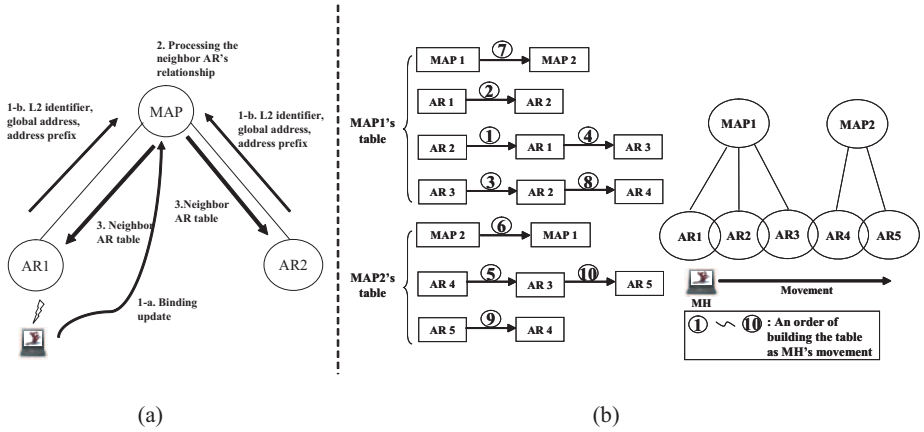 2. Processing the
neighbor AR's
relationship
1-b. L2 identifier,
global address,
address prefix
MAP
1-b. L2 identifier,
global address,
address prefix
3. Neighbor
AR table
3.Neighbor
AR table
AR1
AR2
1-a. Binding
update
(a)
MAP1's
table
MAP 1
7
MAP 2
AR 1
2
AR 2
AR 2
1
AR 1
4
AR 3
AR 3
3
AR 2
8
AR 4
MAP2's
table
MAP 2
6
MAP 1
AR 4
5
AR 3
10
AR 5
AR 5
9
AR 4
MAP1
MAP2
AR1
AR2
AR3
AR4
AR5
MH
Movement
1 ~ 10 : An order of
building the table
as MH's movement
(b)